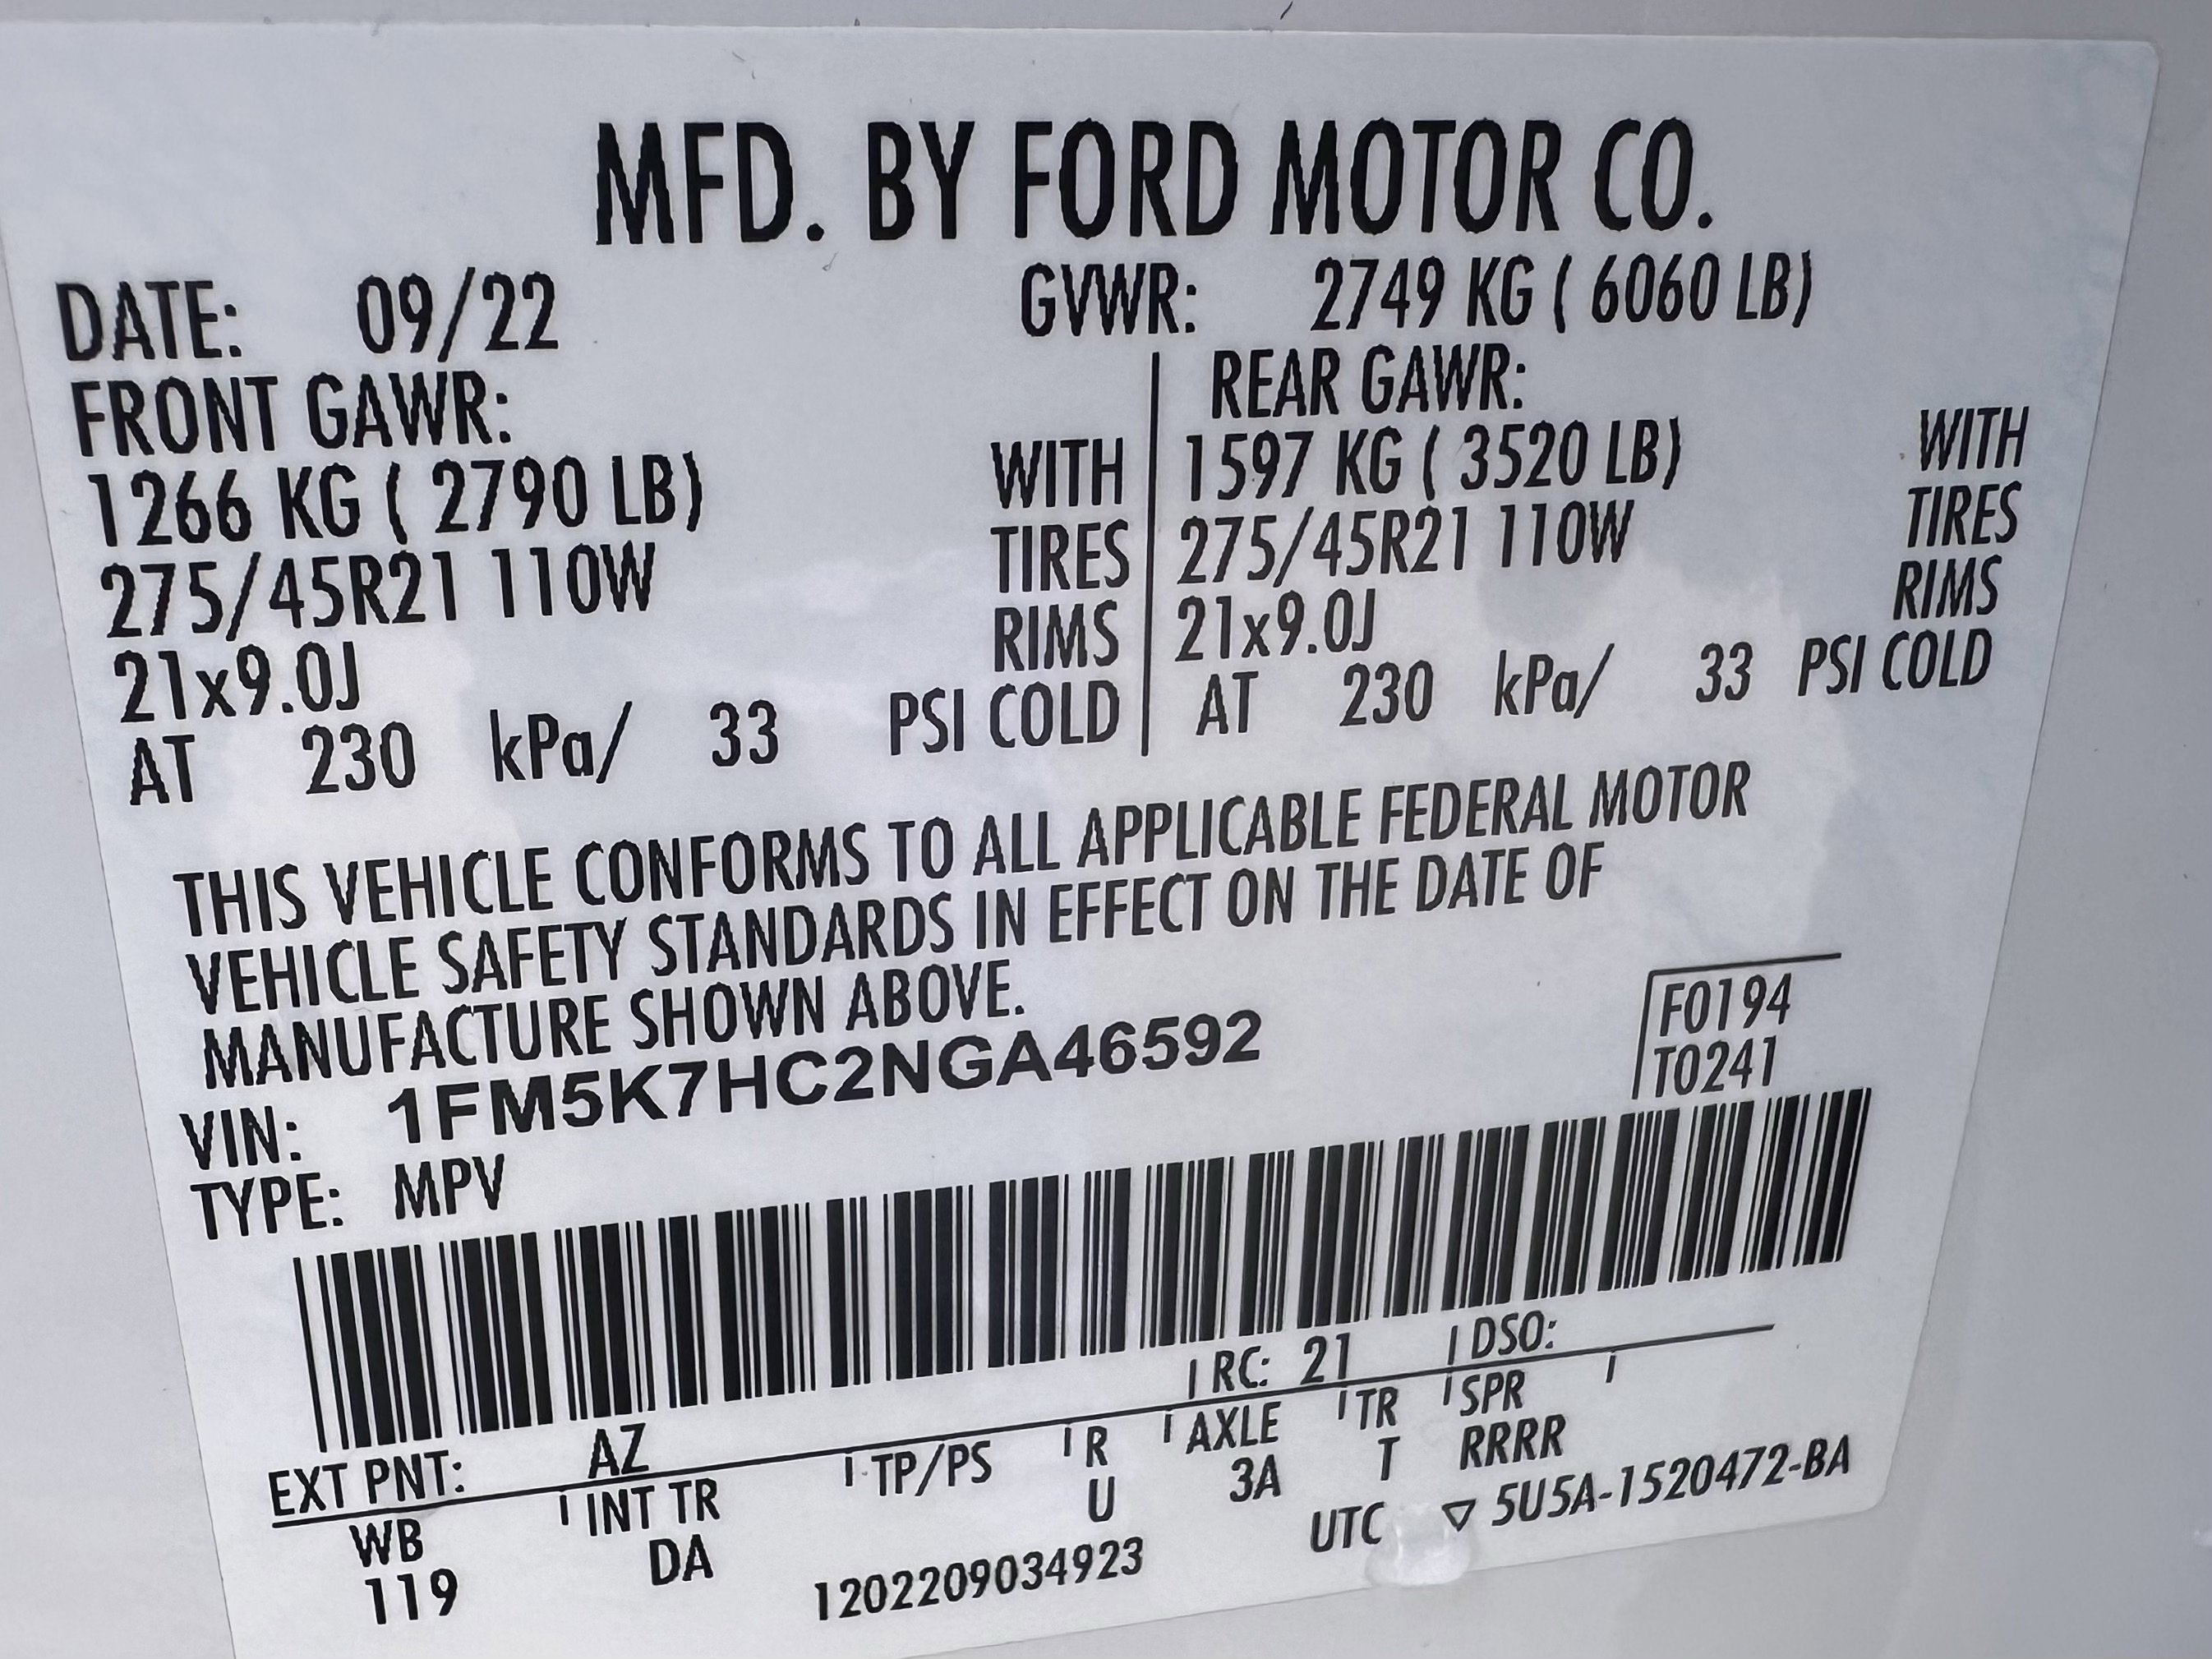 MFD. BY FORD MOTOR CO.
DATE: 09/22 GVWR: 2749 KG ( 6060 LB)
FRONT GAWR: REAR GAWR:
1266 KG ( 2790 LB) WITH 1597 KG ( 3520 LB) WITH
275/45R21 110W TIRES 275/45R21 110W TIRES
21x9.0J RIMS 21x9.0J RIMS
AT 230 kPa/ 33 PSI COLD AT 230 kPa/ 33 PSI COLD
THIS VEHICLE CONFORMS TO ALL APPLICABLE FEDERAL MOTOR
VEHICLE SAFETY STANDARDS IN EFFECT ON THE DATE OF
MANUFACTURE SHOWN ABOVE.
F0194
VIN: 1FM5K7HC2NGA46592
T0241
TYPE: MPV
EXT PNT: AZ RC: 21 DSO:
WB INT TR TP/PS R AXLE TR SPR
119 DA U 3A T RRRR
1202209034923 UTC ▽ 5U5A-1520472-BA